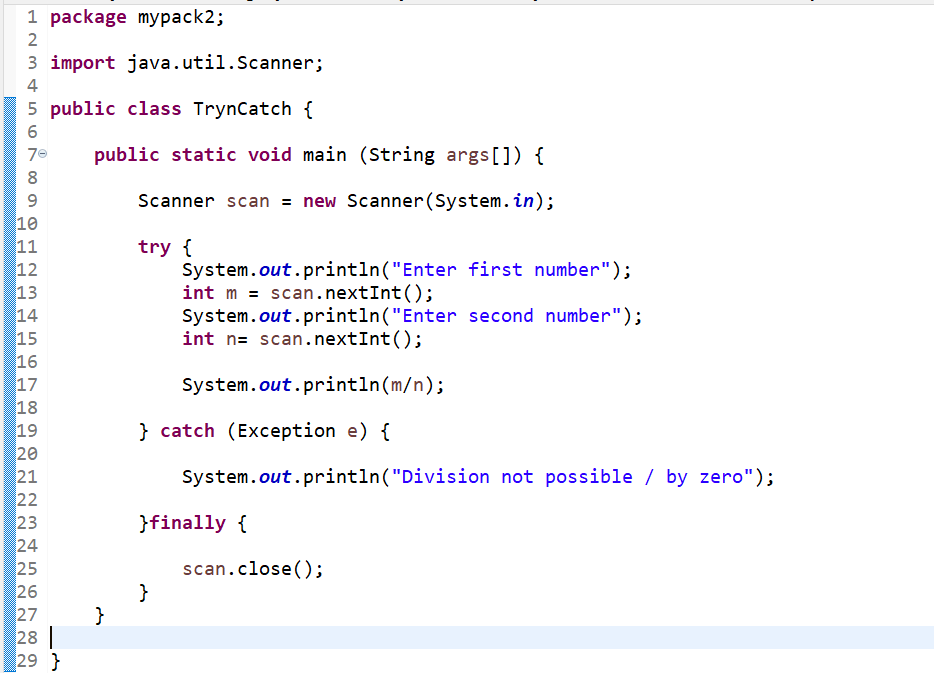 1 package mypack2;
2
3 import java.util.Scanner;
4
5 public class TrynCatch {
6
7 public static void main (String args[]) {
8
9 Scanner scan = new Scanner(System.in);
10
11 try {
12 System.out.println("Enter first number");
13 int m = scan.nextInt();
14 System.out.println("Enter second number");
15 int n= scan.nextInt();
16
17 System.out.println(m/n);
18
19 } catch (Exception e) {
20
21 System.out.println("Division not possible / by zero");
22
23 }finally {
24
25 scan.close();
26 }
27 }
28
29 }